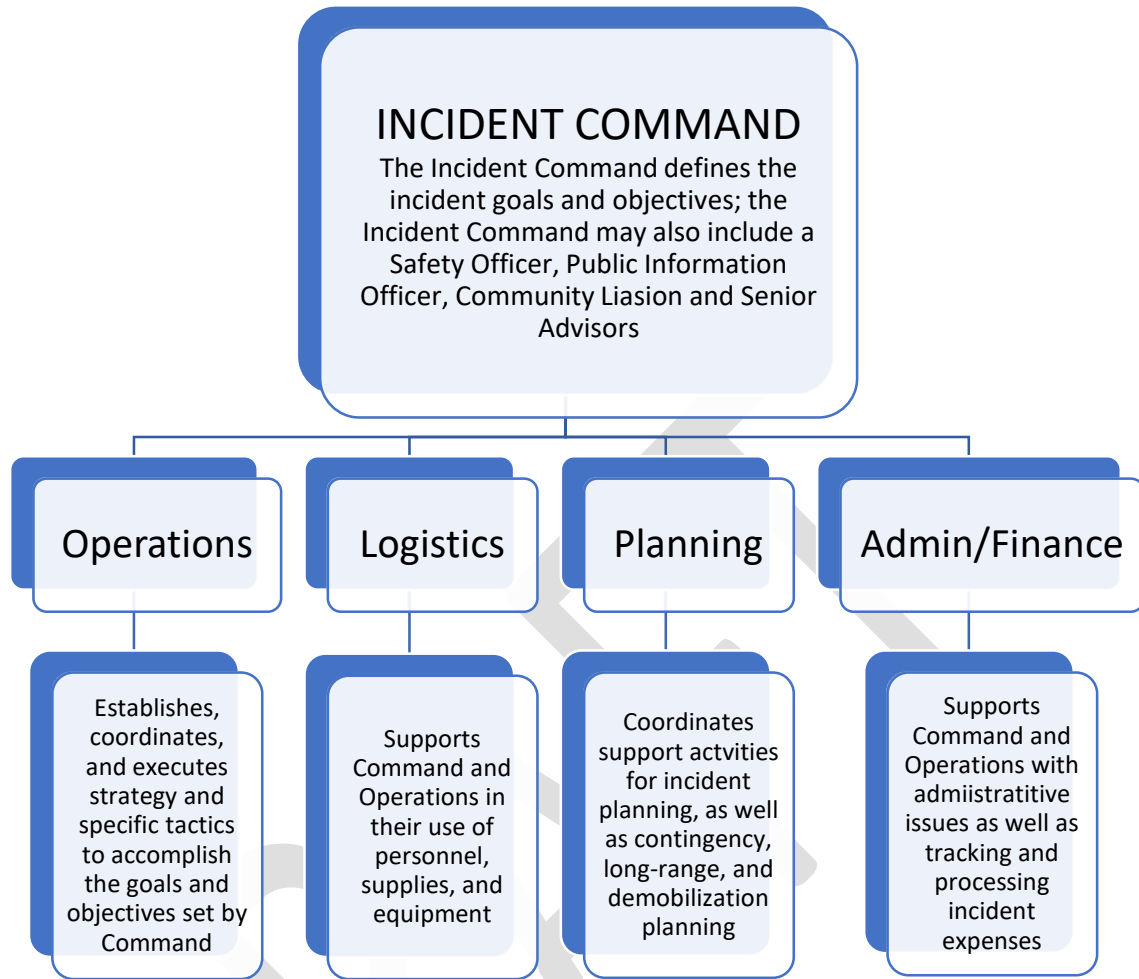 INCIDENT COMMAND
The Incident Command defines the
incident goals and objectives; the
Incident Command may also include a
Safety Officer, Public Information
Officer, Community Liasion and Senior
Advisors
Operations
Logistics
Planning
Admin/Finance
Establishes,
coordinates,
and executes
strategy and
specific tactics
to accomplish
the goals and
objectives set by
Command
Supports
Command and
Operations in
their use of
personnel,
supplies, and
equipment
Coordinates
support actvities
for incident
planning, as well
as contingency,
long-range, and
demobilization
planning
Supports
Command and
Operations with
admiistratitive
issues as well as
tracking and
processing
incident
expenses